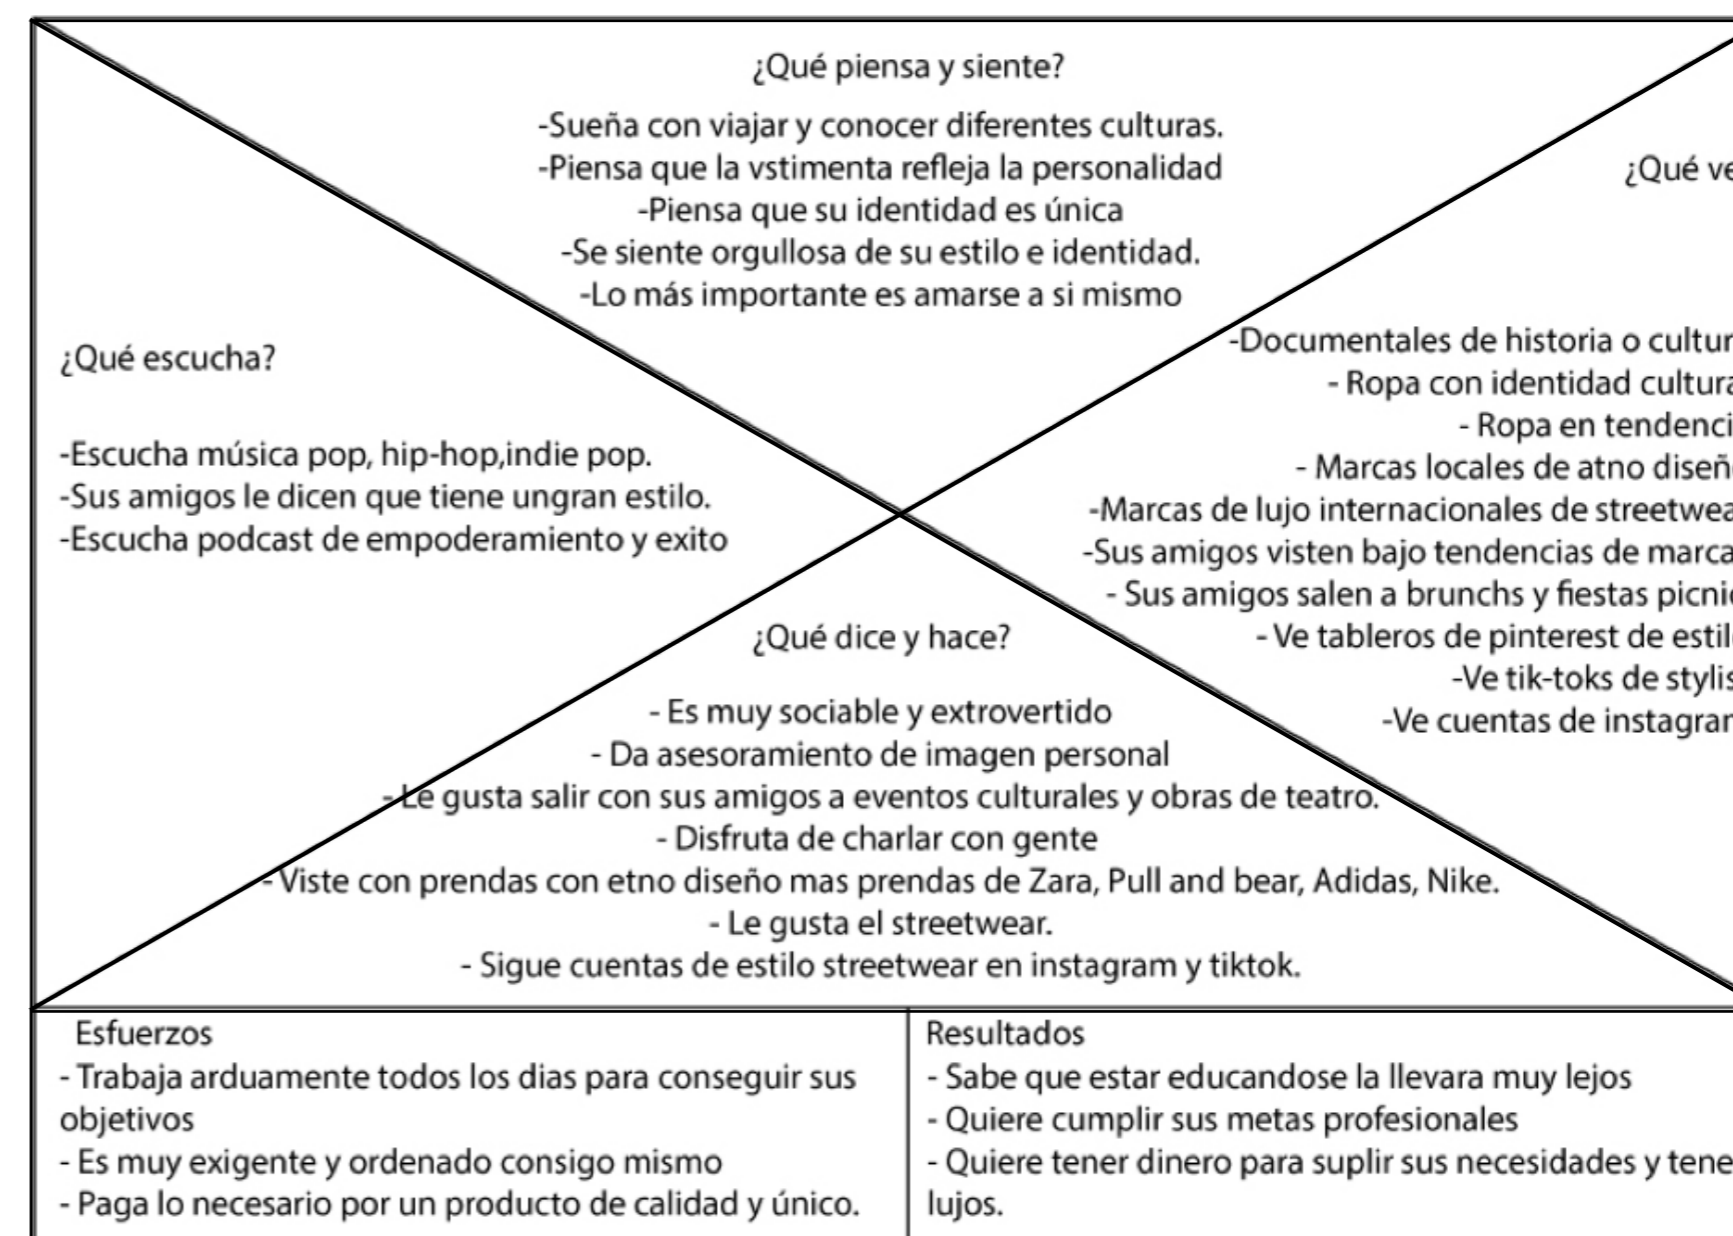 ¿Qué piensa y siente?
-Sueña con viajar y conocer diferentes culturas.
-Piensa que la vstimenta refleja la personalidad
-Piensa que su identidad es única
-Se siente orgullosa de su estilo e identidad.
-Lo más importante es amarse a si mismo
¿Qué escucha?
-Escucha música pop, hip-hop,indie pop.
-Sus amigos le dicen que tiene ungran estilo.
-Escucha podcast de empoderamiento y exito
¿Qué
-Documentales de historia o
- Ropa con identidad
- Ropa en
- Marcas locales de atno
-Marcas de lujo internacionales de
-Sus amigos visten bajo tendencias de
- Sus amigos salen a brunchs y fiestas
- Ve tableros de pinterest de
-Ve tik-toks de
-Ve cuentas de
¿Qué dice y hace?
- Es muy sociable y extrovertido
- Da asesoramiento de imagen personal
- Le gusta salir con sus amigos a eventos culturales y obras de teatro.
- Disfruta de charlar con gente
- Viste con prendas con etno diseño mas prendas de Zara, Pull and bear, Adidas, Nike.
- Le gusta el streetwear.
- Sigue cuentas de estilo streetwear en instagram y tiktok.
Esfuerzos
- Trabaja arduamente todos los dias para conseguir sus
objetivos
- Es muy exigente y ordenado consigo mismo
- Paga lo necesario por un producto de calidad y único.
Resultados
- Sabe que estar educandose la llevara muy lejos
- Quiere cumplir sus metas profesionales
- Quiere tener dinero para suplir sus necesidades y
lujos.